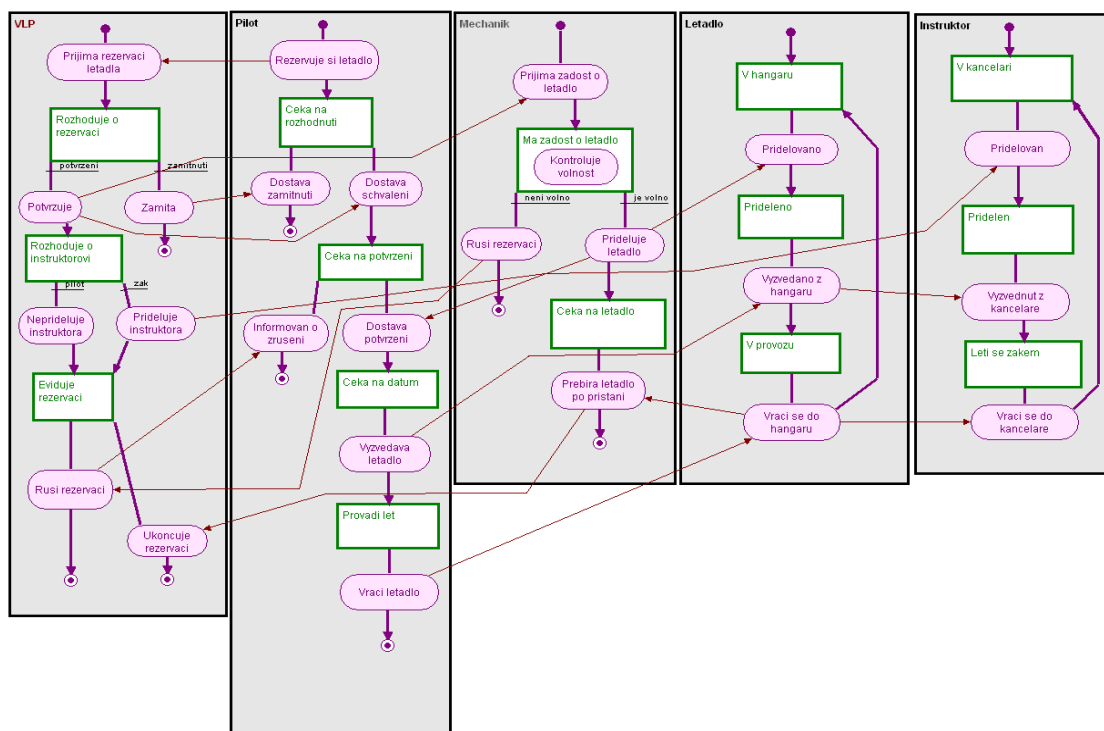 VLP
Prijima rezervaci
letadla
Rozhoduje o
rezervaci
potvrzeni
zamitnuti
Potvrzuje
Zamita
Rozhoduje o
instruktorovi
pilot
zak
Neprideluje
instruktora
Prideluje
instruktora
Eviduje
rezervaci
Rusi rezervaci
Ukoncuje
rezervaci
Pilot
Rezervuje si letadlo
Ceka na
rozhodnuti
Dostava
zamitnuti
Dostava
schvaleni
Ceka na potvrzeni
Informovan o
zruseni
Dostava
potvrzeni
Ceka na datum
Vyzvedava
letadlo
Provadi let
Vraci letadlo
Mechanik
Prijima zadost o
letadlo
Ma zadost o letadlo
Kontroluje
volnost
neni volno
je volno
Rusi rezervaci
Prideluje
letadlo
Ceka na letadlo
Prebira letadlo
po pristani
Letadlo
V hangaru
Pridelovano
Prideleno
Vyzvedano z
hangaru
V provozu
Vraci se do
hangaru
Instruktor
V kancelari
Pridelovan
Pridelen
Vyzvednut z
kancelare
Leti se zakem
Vraci se do
kancelare